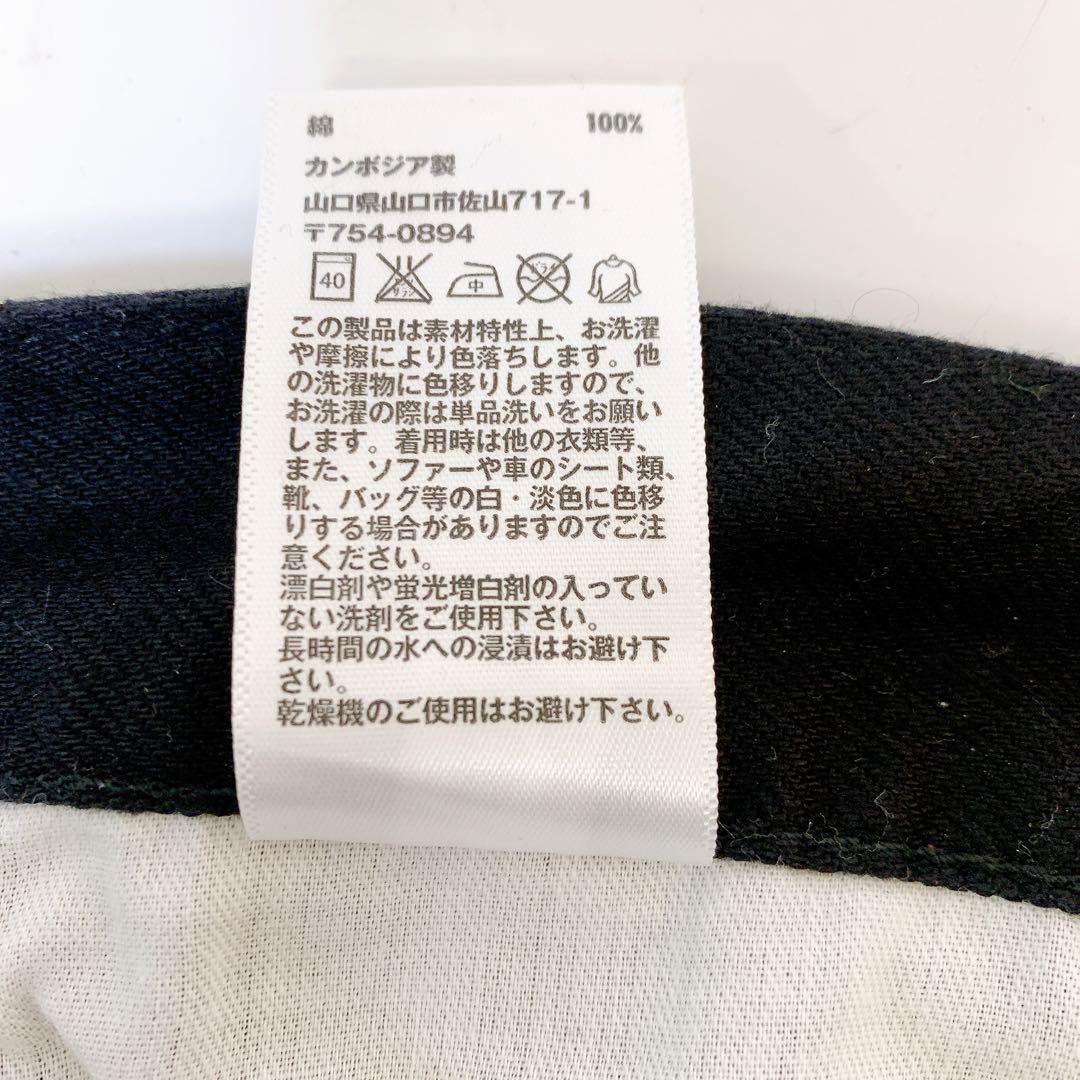 綿 100%
カンボジア製
山口県山口市佐山717-1
〒754-0894
40 エンソサラシ 中 ドライ
この製品は素材特性上、お洗濯
や摩擦により色落ちします。他
の洗濯物に色移りしますので、
お洗濯の際は単品洗いをお願い
します。着用時は他の衣類等、
また、ソファーや車のシート類、
靴、バッグ等の白・淡色に色移
りする場合がありますのでご注
意ください。
漂白剤や蛍光増白剤の入ってい
ない洗剤をご使用下さい。
長時間の水への浸漬はお避け下
さい。
乾燥機のご使用はお避け下さい。